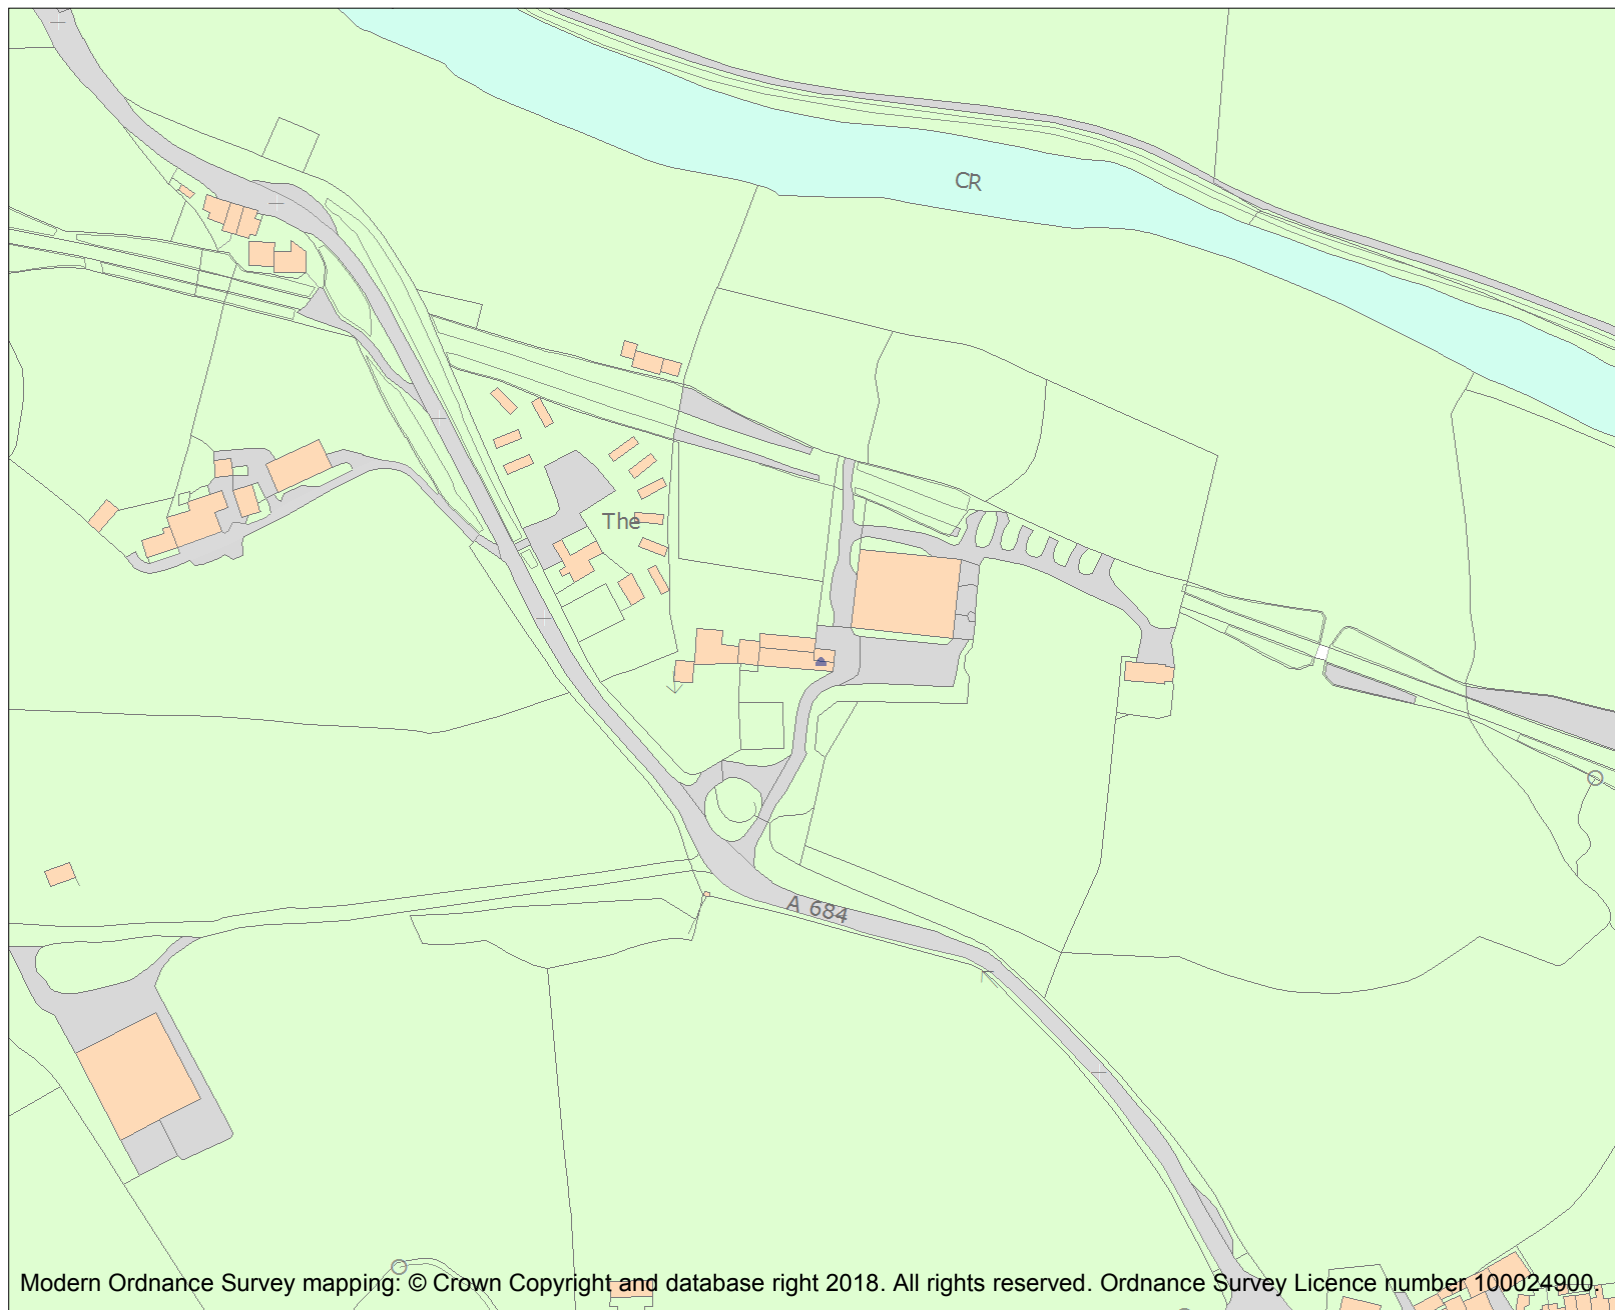 CR
The
A 684
Modern Ordnance Survey mapping: © Crown Copyright and database right 2018. All rights reserved. Ordnance Survey Licence number 100024900.